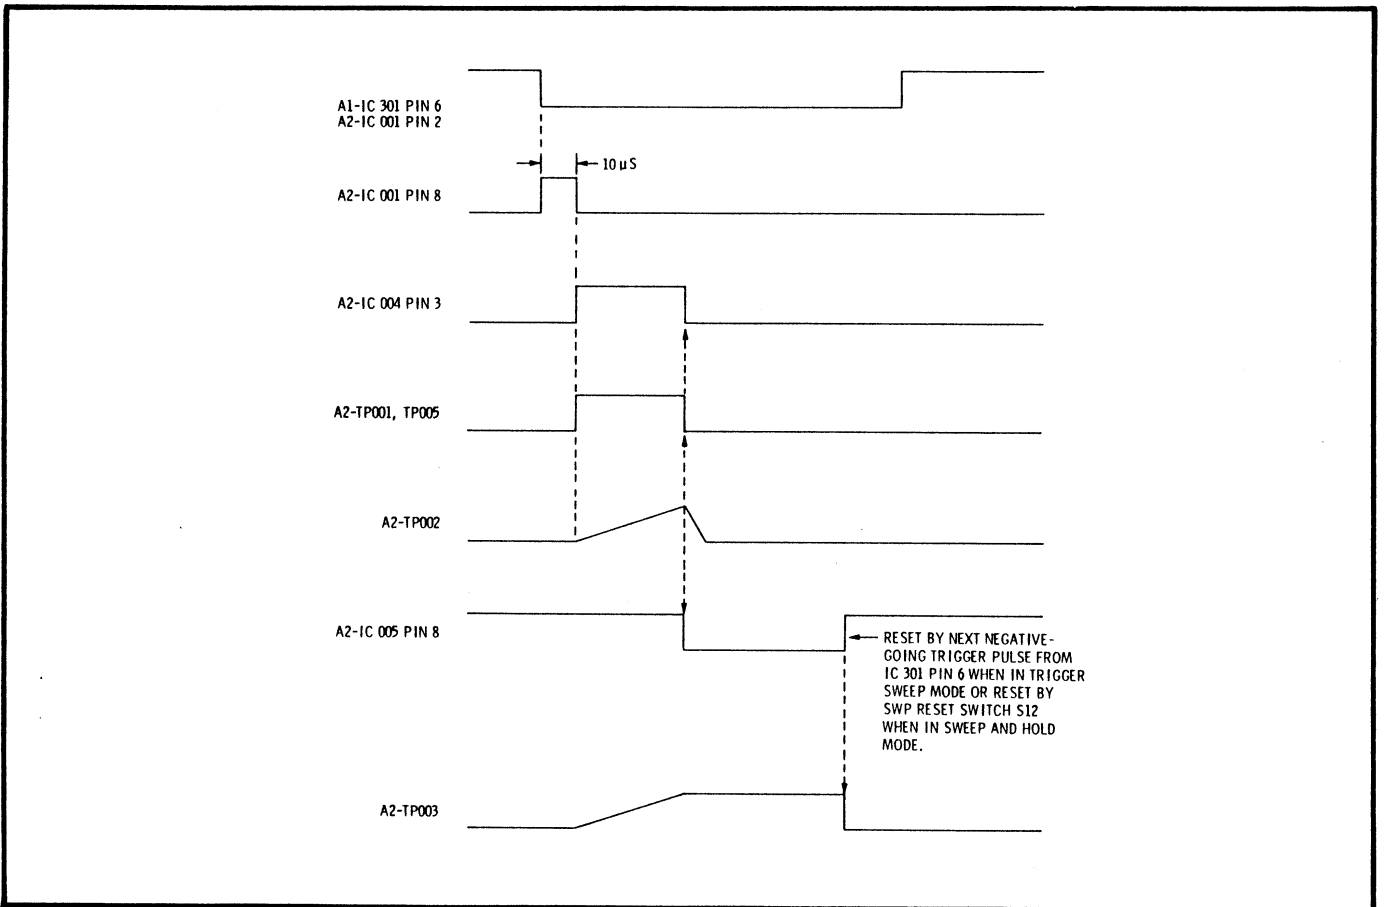 A1-IC 301 PIN 6
A2-IC 001 PIN 2
10 µS
A2-IC 001 PIN 8
A2-IC 004 PIN 3
A2-TP001, TP005
A2-TP002
A2-IC 005 PIN 8
RESET BY NEXT NEGATIVE-
GOING TRIGGER PULSE FROM
IC 301 PIN 6 WHEN IN TRIGGER
SWEEP MODE OR RESET BY
SWP RESET SWITCH S12
WHEN IN SWEEP AND HOLD
MODE.
A2-TP003